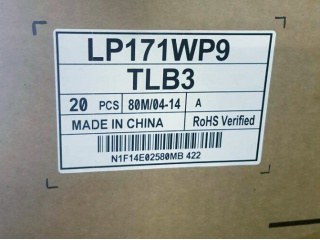 LP171WP9
TLB3
20 PCS 80M/04-14 A
MADE IN CHINA RoHS Verified
N1F14E02580MB 422